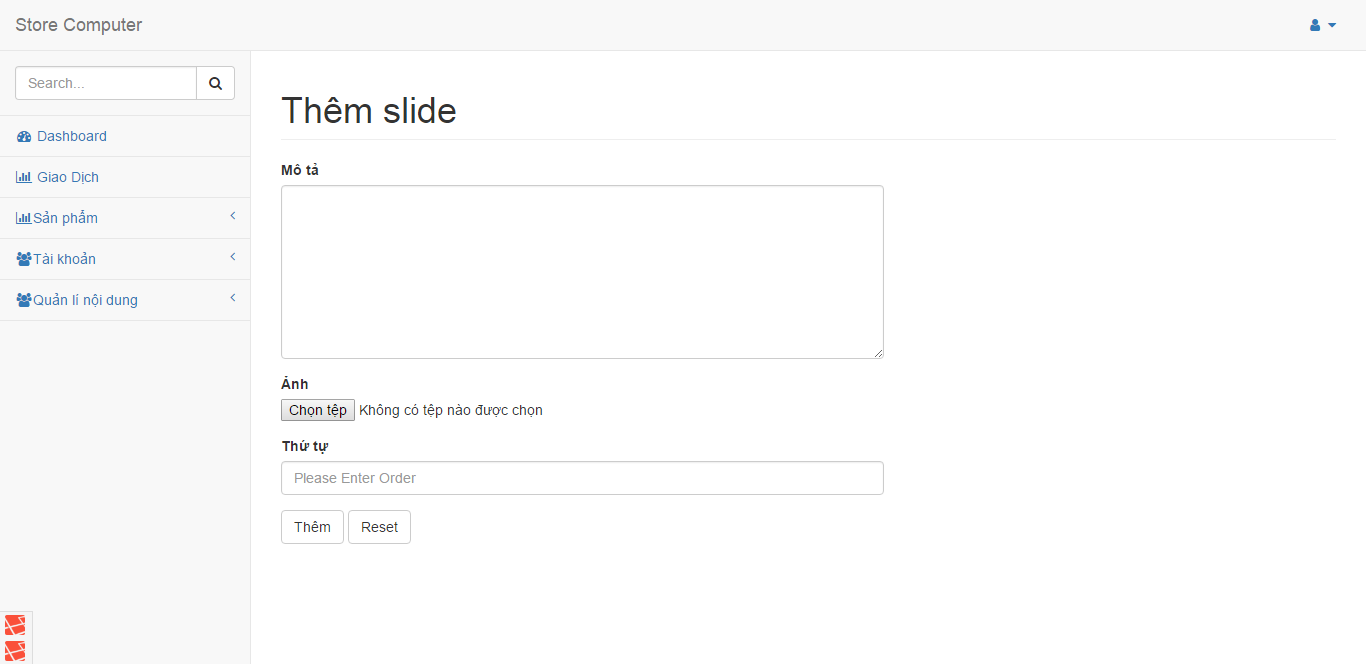 Store Computer
Search...
Dashboard
Giao Dịch
Sản phẩm
Tài khoản
Quản lí nội dung
Thêm slide
Mô tả
Ảnh
Chọn tệp Không có tệp nào được chọn
Thứ tự
Please Enter Order
Thêm Reset